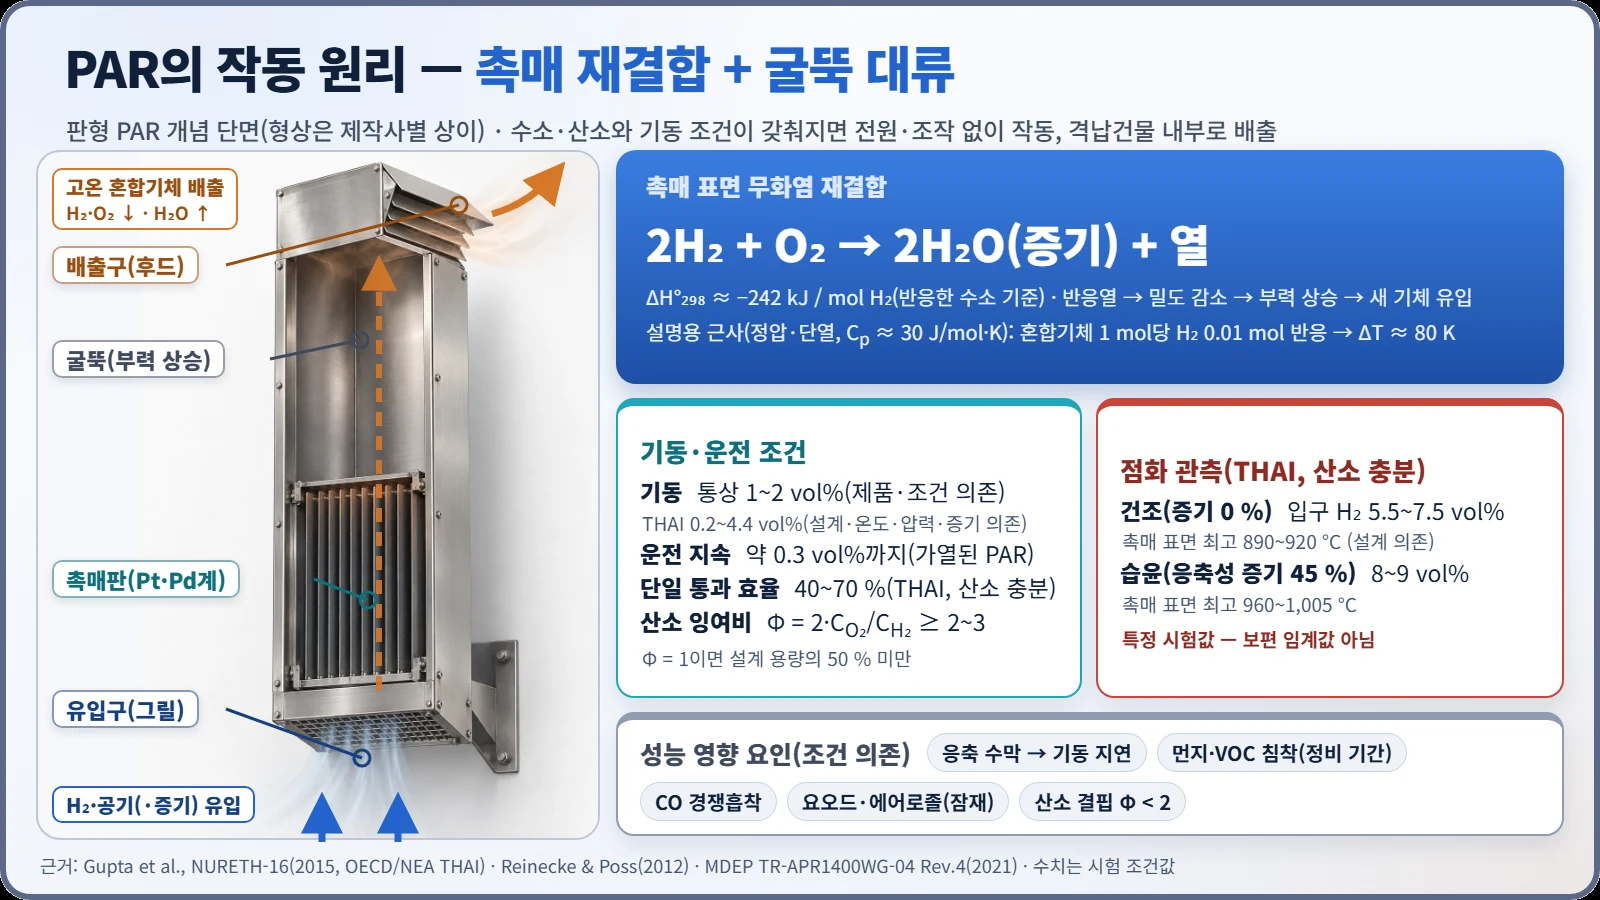 PAR의 작동 원리 — 촉매 재결합 + 굴뚝 대류
판형 PAR 개념 단면(형상은 제작사별 상이) · 수소·산소와 기동 조건이 갖춰지면 전원·조작 없이 작동, 격납건물 내부로 배출
고온 혼합기체 배출
H₂·O₂ ↓ · H₂O ↑
배출구(후드)
굴뚝(부력 상승)
촉매판(Pt·Pd계)
유입구(그릴)
H₂·공기(·증기) 유입
촉매 표면 무화염 재결합
2H₂ + O₂ → 2H₂O(증기) + 열
ΔH°₂₉₈ ≈ −242 kJ / mol H₂(반응한 수소 기준) · 반응열 → 밀도 감소 → 부력 상승 → 새 기체 유입
설명용 근사(정압·단열, Cp ≈ 30 J/mol·K): 혼합기체 1 mol당 H₂ 0.01 mol 반응 → ΔT ≈ 80 K
기동·운전 조건
기동 통상 1~2 vol%(제품·조건 의존)
THAI 0.2~4.4 vol%(설계·온도·압력·증기 의존)
운전 지속 약 0.3 vol%까지(가열된 PAR)
단일 통과 효율 40~70 %(THAI, 산소 충분)
산소 잉여비 Φ = 2·C_O₂/C_H₂ ≥ 2~3
Φ = 1이면 설계 용량의 50 % 미만
점화 관측(THAI, 산소 충분)
건조(증기 0 %) 입구 H₂ 5.5~7.5 vol%
촉매 표면 최고 890~920 °C (설계 의존)
습윤(응축성 증기 45 %) 8~9 vol%
촉매 표면 최고 960~1,005 °C
특정 시험값 — 보편 임계값 아님
성능 영향 요인(조건 의존) 응축 수막 → 기동 지연 먼지·VOC 침착(정비 기간)
CO 경쟁흡착 요오드·에어로졸(잠재) 산소 결핍 Φ < 2
근거: Gupta et al., NURETH-16(2015, OECD/NEA THAI) · Reinecke & Poss(2012) · MDEP TR-APR1400WG-04 Rev.4(2021) · 수치는 시험 조건값